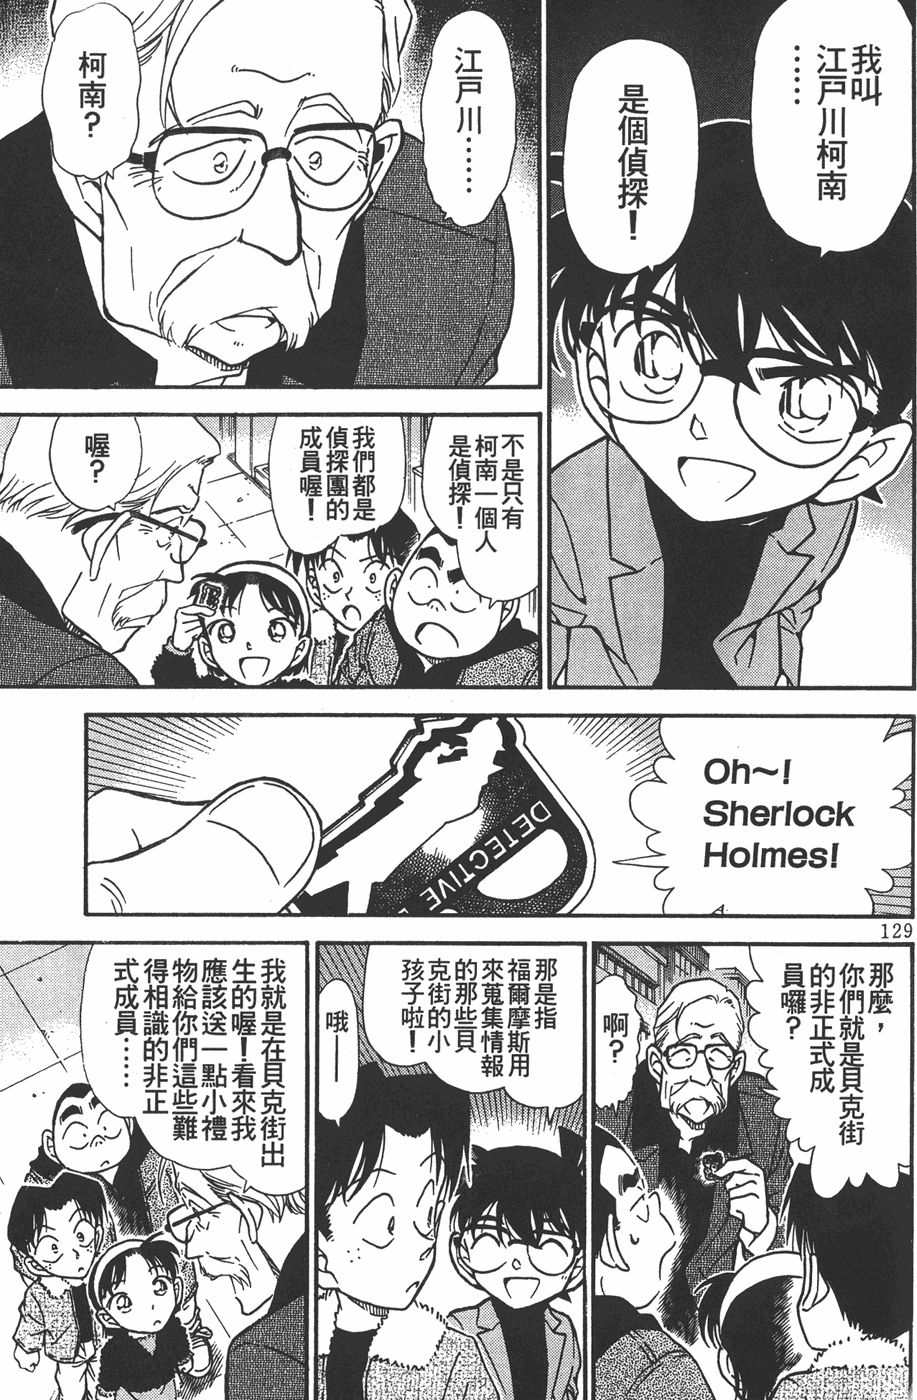 我叫
江戸川柯南
……
是個偵探！
江戸川……
柯南？
不是只有
柯南一個人
是偵探！
我們都是
偵探團的
成員喔！
喔？
Oh~!
Sherlock
Holmes!
DETECTIVE
129
那麼，
你們就是貝克街
的非正式成
員囉？
啊？
那是指
福爾摩斯用
來蒐集情報
的那些貝
克街的小
孩子啦！
哦——
我就是在貝克街出
生的喔！看來我
應該送一點小禮
物給你們這些難
得相識的非正
式成員……